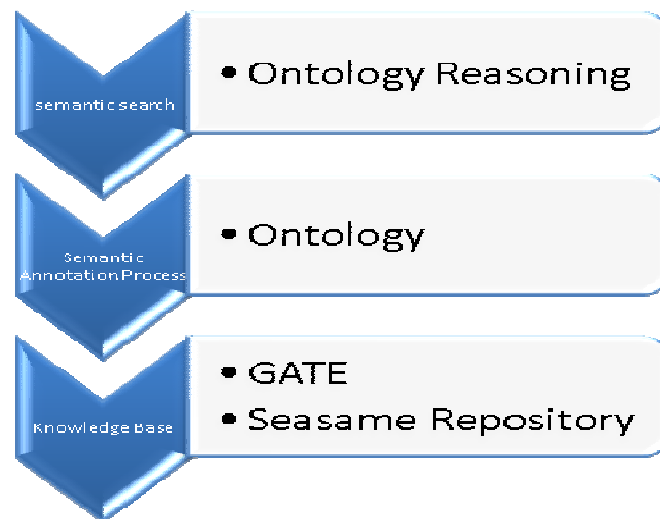 semantic search
• Ontology Reasoning
Semantic
Annotation Process
• Ontology
Knowledge Base
• GATE
• Seasame Repository